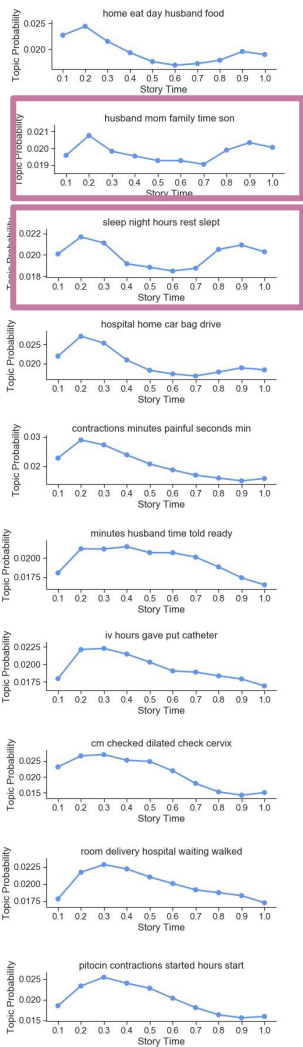 home eat day husband food
Topic Probability
0.025
0.020
0.1 0.2 0.3 0.4 0.5 0.6 0.7 0.8 0.9 1.0
Story Time
husband mom family time son
Topic Probability
0.021
0.020
0.019
0.1 0.2 0.3 0.4 0.5 0.6 0.7 0.8 0.9 1.0
Story Time
sleep night hours rest slept
Topic Probability
0.022
0.020
0.018
0.1 0.2 0.3 0.4 0.5 0.6 0.7 0.8 0.9 1.0
Story Time
hospital home car bag drive
Topic Probability
0.025
0.020
0.1 0.2 0.3 0.4 0.5 0.6 0.7 0.8 0.9 1.0
Story Time
contractions minutes painful seconds min
Topic Probability
0.03
0.02
0.1 0.2 0.3 0.4 0.5 0.6 0.7 0.8 0.9 1.0
Story Time
minutes husband time told ready
Topic Probability
0.0200
0.0175
0.1 0.2 0.3 0.4 0.5 0.6 0.7 0.8 0.9 1.0
Story Time
iv hours gave put catheter
Topic Probability
0.0225
0.0200
0.0175
0.1 0.2 0.3 0.4 0.5 0.6 0.7 0.8 0.9 1.0
Story Time
cm checked dilated check cervix
Topic Probability
0.025
0.020
0.015
0.1 0.2 0.3 0.4 0.5 0.6 0.7 0.8 0.9 1.0
Story Time
room delivery hospital waiting walked
Topic Probability
0.0225
0.0200
0.0175
0.1 0.2 0.3 0.4 0.5 0.6 0.7 0.8 0.9 1.0
Story Time
pitocin contractions started hours start
Topic Probability
0.025
0.020
0.015
0.1 0.2 0.3 0.4 0.5 0.6 0.7 0.8 0.9 1.0
Story Time